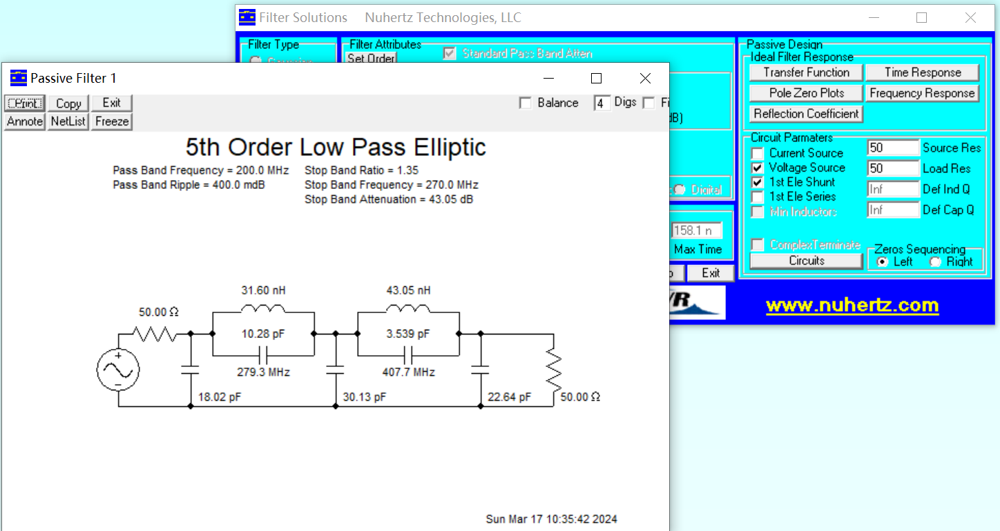 Filter Solutions Nuhertz Technologies, LLC
Filter Type
Filter Attributes
Set Order
Standard Pass Band Atten
Passive Design
Ideal Filter Response
Transfer Function
Time Response
Pole Zero Plots
Frequency Response
Reflection Coefficient
Circuit Parmaters
Current Source
50
Source Res
Voltage Source
50
Load Res
1st Ele Shunt
Inf
Def Ind Q
1st Ele Series
Min Inductors
Inf
Def Cap Q
ComplexTerminate
Circuits
Zeros Sequencing
Left
Right
dB)
Digital
158.1 n
Max Time
Exit
www.nuhertz.com
Passive Filter 1
Print
Copy
Exit
Balance
4
Digs
Fi
Annote
NetList
Freeze
5th Order Low Pass Elliptic
Pass Band Frequency = 200.0 MHz
Stop Band Ratio = 1.35
Pass Band Ripple = 400.0 mdB
Stop Band Frequency = 270.0 MHz
Stop Band Attenuation = 43.05 dB
31.60 nH
43.05 nH
50.00 Ω
10.28 pF
3.539 pF
+
279.3 MHz
407.7 MHz
18.02 pF
30.13 pF
22.64 pF
50.00 Ω
Sun Mar 17 10:35:42 2024